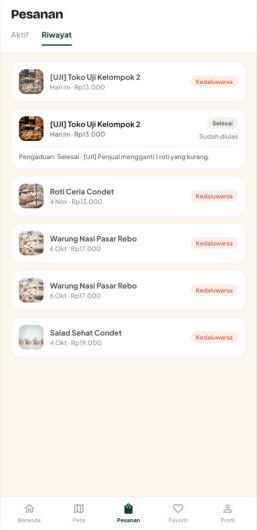 Pesanan
Aktif
Riwayat
[UJI] Toko Uji Kelompok 2
Hari ini · Rp13.000
Kedaluwarsa
[UJI] Toko Uji Kelompok 2
Hari ini · Rp13.000
Selesai
Sudah diulas
Pengaduan: Selesai · [UJI] Penjual mengganti 1 roti yang kurang.
Roti Ceria Condet
4 Nov · Rp13.000
Kedaluwarsa
Warung Nasi Pasar Rebo
6 Okt · Rp17.000
Kedaluwarsa
Warung Nasi Pasar Rebo
6 Okt · Rp17.000
Kedaluwarsa
Salad Sehat Condet
4 Okt · Rp19.000
Kedaluwarsa
Beranda
Peta
Pesanan
Favorit
Profil